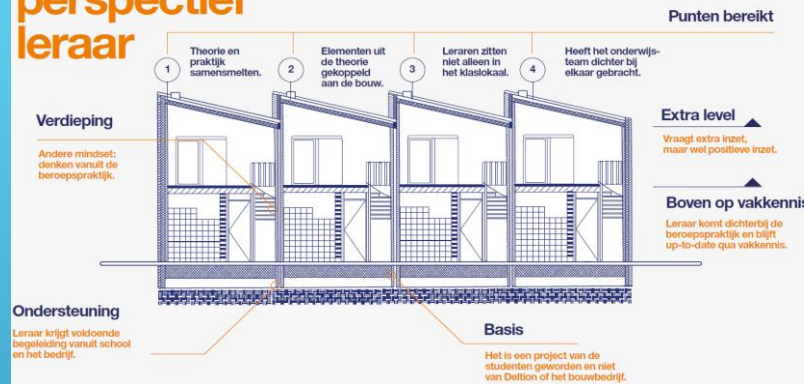 perspectief
leraar
Punten bereikt
1
Theorie en
praktijk
samensmelten.
2
Elementen uit
de theorie
gekoppeld
aan de bouw.
3
Leraren zitten
niet alleen in
het klaslokaal.
4
Heeft het onderwijs-
team dichter bij
elkaar gebracht.
Verdieping
Andere mindset:
denken vanuit de
beroepspraktijk.
Extra level
Vraagt extra inzet,
maar wel positieve inzet.
Boven op vakkennis
Leraar komt dichterbij de
beroepspraktijk en blijft
up-to-date qua vakkennis.
Ondersteuning
Leraar krijgt voldoende
begeleiding vanuit school
en het bedrijf.
Basis
Het is een project van de
studenten geworden en niet
van Deltion of het bouwbedrijf.